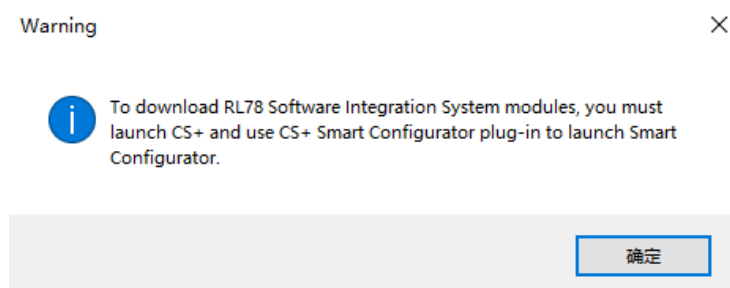 Warning
To download RL78 Software Integration System modules, you must
launch CS+ and use CS+ Smart Configurator plug-in to launch Smart
Configurator.
确定